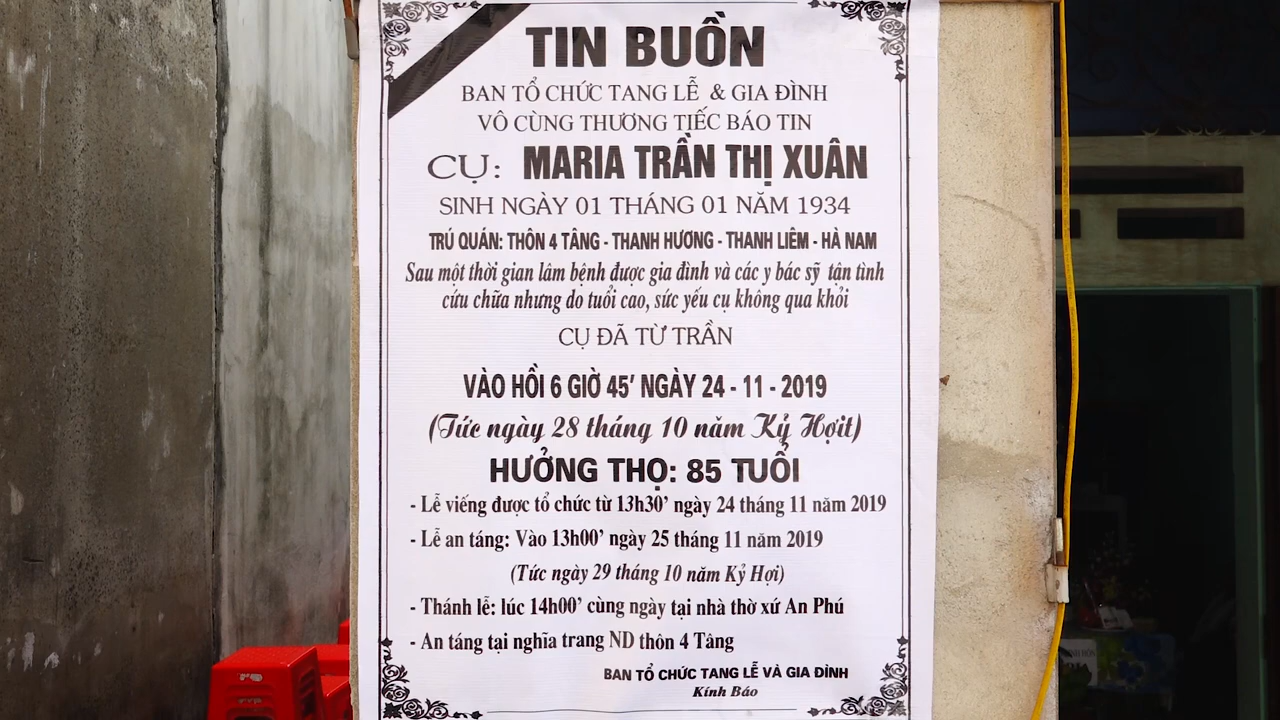 TIN BUỒN
BAN TỔ CHỨC TANG LỄ & GIA ĐÌNH
VÔ CÙNG THƯƠNG TIẾC BÁO TIN
CỤ: MARIA TRẦN THỊ XUÂN
SINH NGÀY 01 THÁNG 01 NĂM 1934
TRÚ QUÁN: THÔN 4 TÂNG - THANH HƯƠNG - THANH LIÊM - HÀ NAM
Sau một thời gian lâm bệnh được gia đình và các y bác sỹ tận tình
cứu chữa nhưng do tuổi cao, sức yếu cụ không qua khỏi
CỤ ĐÃ TỪ TRẦN
VÀO HỒI 6 GIỜ 45' NGÀY 24 - 11 - 2019
(Tức ngày 28 tháng 10 năm Kỷ Hợit)
HƯỞNG THỌ: 85 TUỔI
- Lễ viếng được tổ chức từ 13h30' ngày 24 tháng 11 năm 2019
- Lễ an táng: Vào 13h00' ngày 25 tháng 11 năm 2019
(Tức ngày 29 tháng 10 năm Kỷ Hợi)
- Thánh lễ: lúc 14h00' cùng ngày tại nhà thờ xứ An Phú
- An táng tại nghĩa trang ND thôn 4 Tâng
BAN TỔ CHỨC TANG LỄ VÀ GIA ĐÌNH
Kính Báo